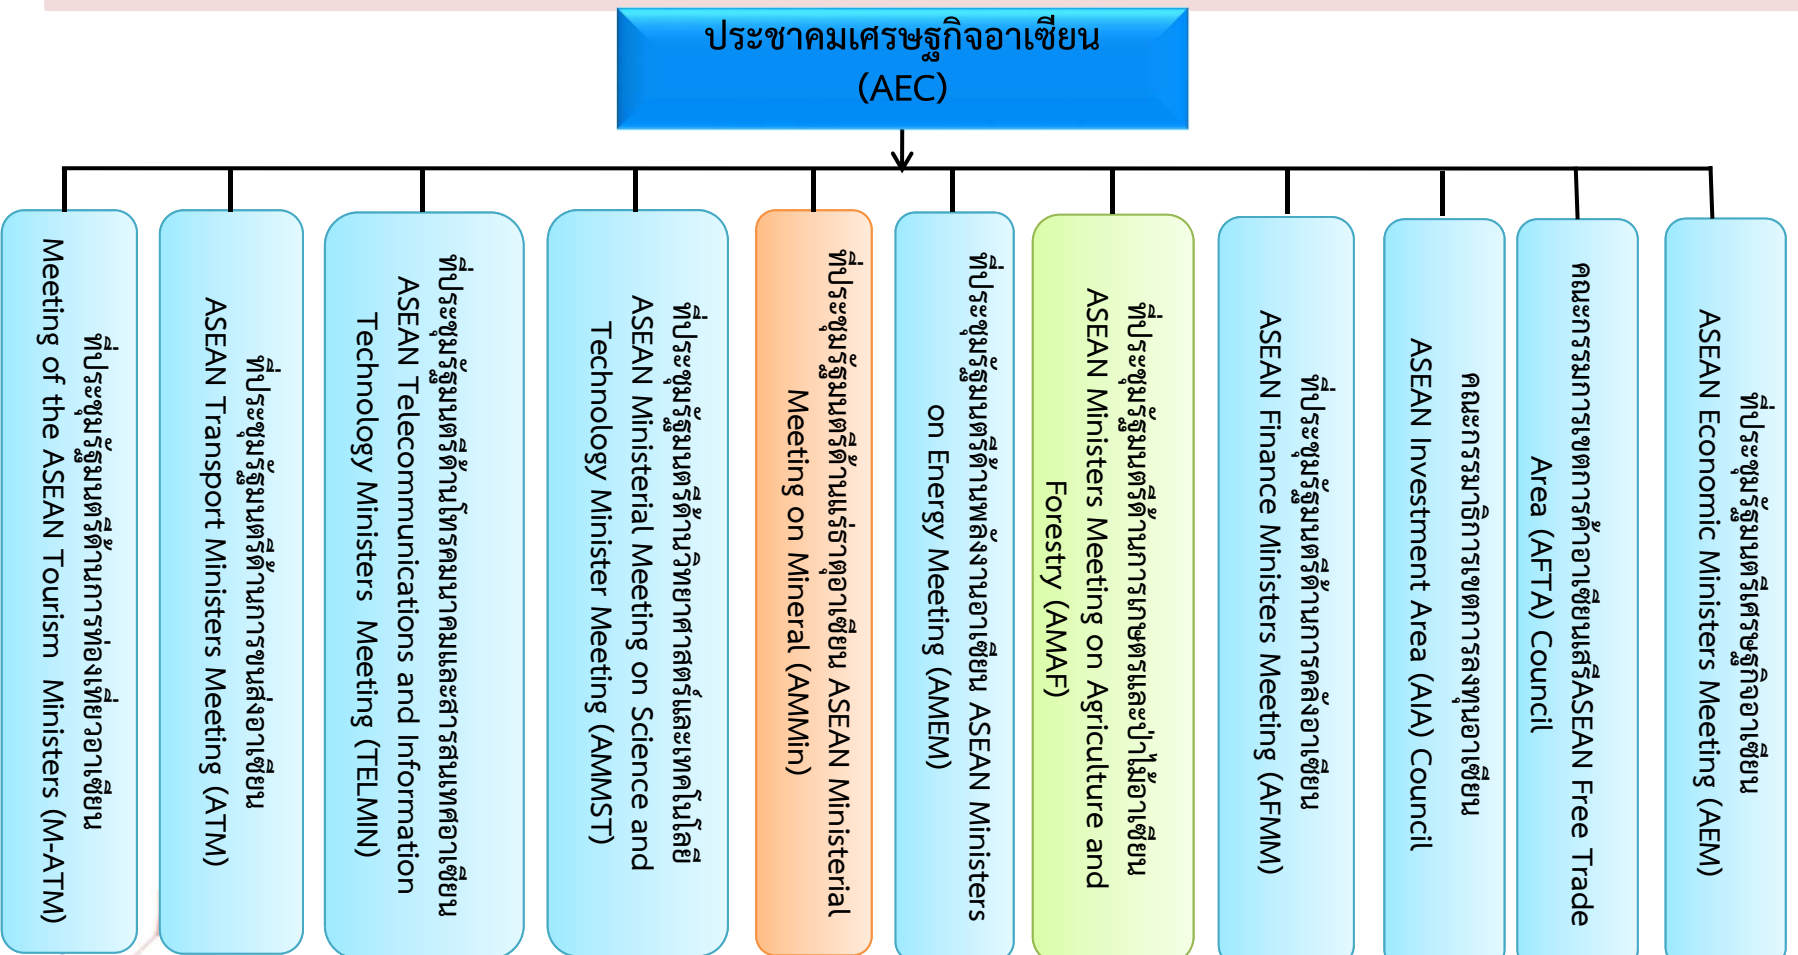 ประชาคมเศรษฐกิจอาเซียน
(AEC)
ที่ประชุมรัฐมนตรีด้านการท่องเที่ยวอาเซียน
Meeting of the ASEAN Tourism Ministers (M-ATM)
ที่ประชุมรัฐมนตรีด้านการขนส่งอาเซียน
ASEAN Transport Ministers Meeting (ATM)
ที่ประชุมรัฐมนตรีด้านโทรคมนาคมและสารสนเทศอาเซียน
ASEAN Telecommunications and Information
Technology Ministers Meeting (TELMIN)
ที่ประชุมรัฐมนตรีด้านวิทยาศาสตร์และเทคโนโลยี
ASEAN Ministerial Meeting on Science and
Technology Minister Meeting (AMMST)
ที่ประชุมรัฐมนตรีด้านแร่ธาตุอาเซียน ASEAN Ministerial
Meeting on Mineral (AMMin)
ที่ประชุมรัฐมนตรีด้านพลังงานอาเซียน ASEAN Ministers
on Energy Meeting (AMEM)
ที่ประชุมรัฐมนตรีด้านการเกษตรและป่าไม้อาเซียน
ASEAN Ministers Meeting on Agriculture and
Forestry (AMAF)
ที่ประชุมรัฐมนตรีด้านการคลังอาเซียน
ASEAN Finance Ministers Meeting (AFMM)
คณะกรรมาธิการเขตการลงทุนอาเซียน
ASEAN Investment Area (AIA) Council
คณะกรรมการเขตการค้าอาเซียนเสรีASEAN Free Trade
Area (AFTA) Council
ที่ประชุมรัฐมนตรีเศรษฐกิจอาเซียน
ASEAN Economic Ministers Meeting (AEM)